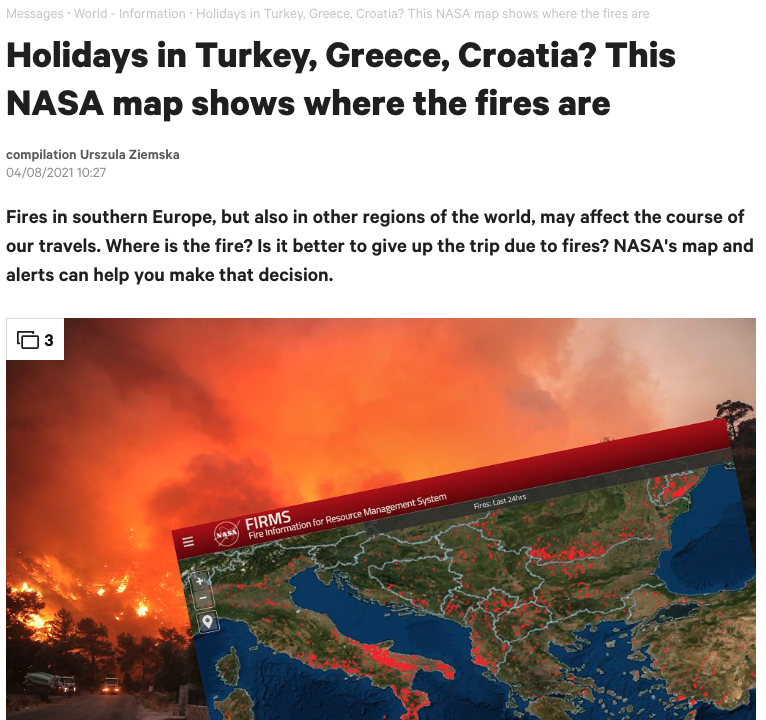 Messages · World - Information · Holidays in Turkey, Greece, Croatia? This NASA map shows where the fires are
Holidays in Turkey, Greece, Croatia? This
NASA map shows where the fires are
compilation Urszula Ziemska
04/08/2021 10:27
Fires in southern Europe, but also in other regions of the world, may affect the course of
our travels. Where is the fire? Is it better to give up the trip due to fires? NASA's map and
alerts can help you make that decision.
3
NASA
FIRMS
Fire Information for Resource Management System
Fires: Last 24hrs
+
−